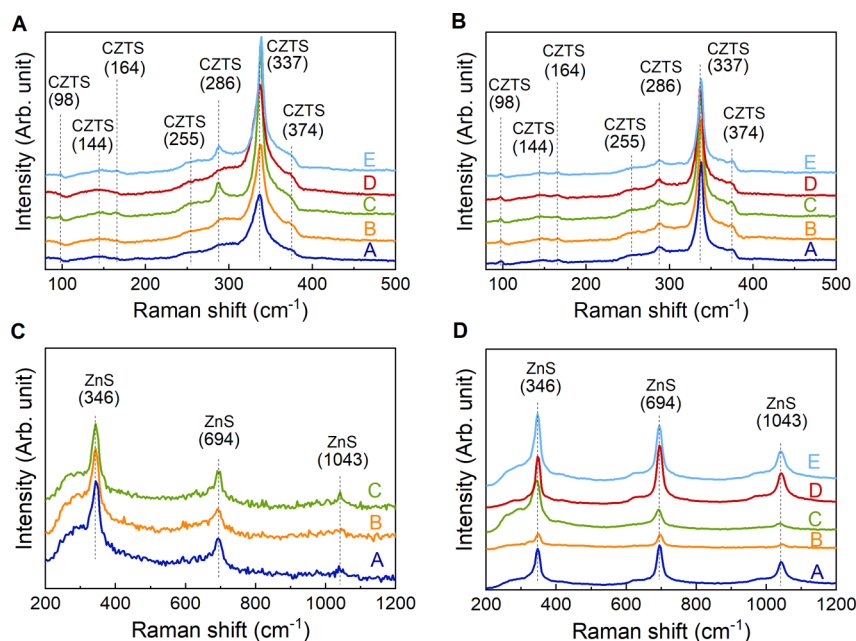 A
CZTS
(98)
CZTS
(144)
CZTS
(164)
CZTS
(255)
CZTS
(286)
CZTS
(337)
CZTS
(374)
E
D
C
B
A
Intensity (Arb. unit)
100 200 300 400 500
Raman shift (cm⁻¹)
B
CZTS
(98)
CZTS
(144)
CZTS
(164)
CZTS
(255)
CZTS
(286)
CZTS
(337)
CZTS
(374)
E
D
C
B
A
Intensity (Arb. unit)
100 200 300 400 500
Raman shift (cm⁻¹)
C
ZnS
(346)
ZnS
(694)
ZnS
(1043)
C
B
A
Intensity (Arb. unit)
200 400 600 800 1000 1200
Raman shift (cm⁻¹)
D
ZnS
(346)
ZnS
(694)
ZnS
(1043)
E
D
C
B
A
Intensity (Arb. unit)
200 400 600 800 1000 1200
Raman shift (cm⁻¹)